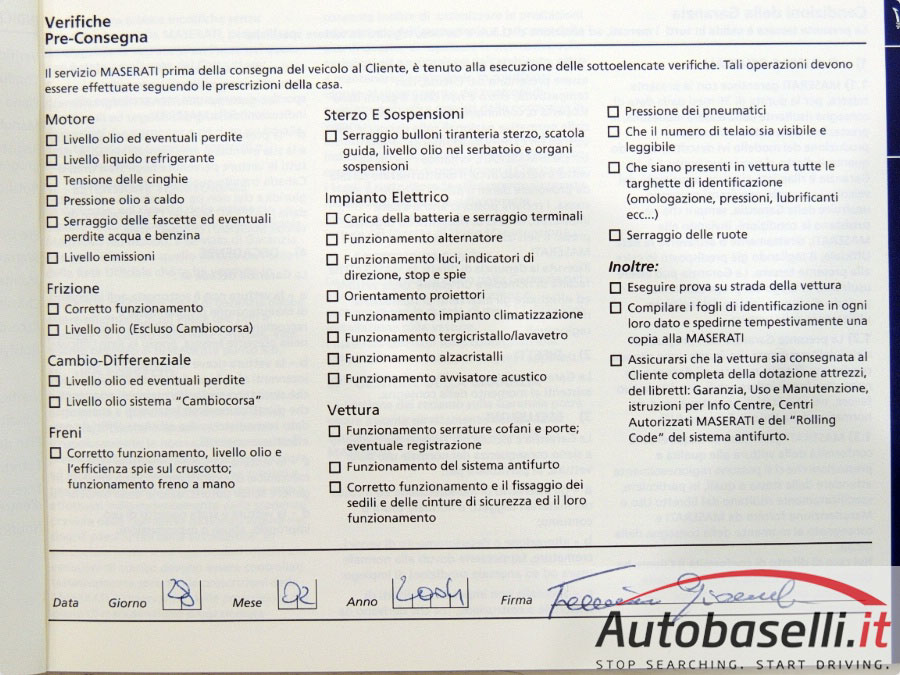 Verifiche
Pre-Consegna
Il servizio MASERATI prima della consegna del veicolo al Cliente, è tenuto alla esecuzione delle sottoelencate verifiche. Tali operazioni devono
essere effettuate seguendo le prescrizioni della casa.
Motore
Livello olio ed eventuali perdite
Livello liquido refrigerante
Tensione delle cinghie
Pressione olio a caldo
Serraggio delle fascette ed eventuali
perdite acqua e benzina
Livello emissioni
Frizione
Corretto funzionamento
Livello olio (Escluso Cambiocorsa)
Cambio-Differenziale
Livello olio ed eventuali perdite
Livello olio sistema “Cambiocorsa”
Freni
Corretto funzionamento, livello olio e
l’efficienza spie sul cruscotto;
funzionamento freno a mano
Sterzo E Sospensioni
Serraggio bulloni tiranteria sterzo, scatola
guida, livello olio nel serbatoio e organi
sospensioni
Impianto Elettrico
Carica della batteria e serraggio terminali
Funzionamento alternatore
Funzionamento luci, indicatori di
direzione, stop e spie
Orientamento proiettori
Funzionamento impianto climatizzazione
Funzionamento tergicristallo/lavavetro
Funzionamento alzacristalli
Funzionamento avvisatore acustico
Vettura
Funzionamento serrature cofani e porte;
eventuale registrazione
Funzionamento del sistema antifurto
Corretto funzionamento e il fissaggio dei
sedili e delle cinture di sicurezza ed il loro
funzionamento
Pressione dei pneumatici
Che il numero di telaio sia visibile e
leggibile
Che siano presenti in vettura tutte le
targhette di identificazione
(omologazione, pressioni, lubrificanti
ecc...)
Serraggio delle ruote
Inoltre:
Eseguire prova su strada della vettura
Compilare i fogli di identificazione in ogni
loro dato e spedirne tempestivamente una
copia alla MASERATI
Assicurarsi che la vettura sia consegnata al
Cliente completa della dotazione attrezzi,
del libretti: Garanzia, Uso e Manutenzione,
istruzioni per Info Centre, Centri
Autorizzati MASERATI e del “Rolling
Code” del sistema antifurto.
Data Giorno Mese 02 Anno 2004 Firma
Autobaselli.it
STOP SEARCHING. START DRIVING.